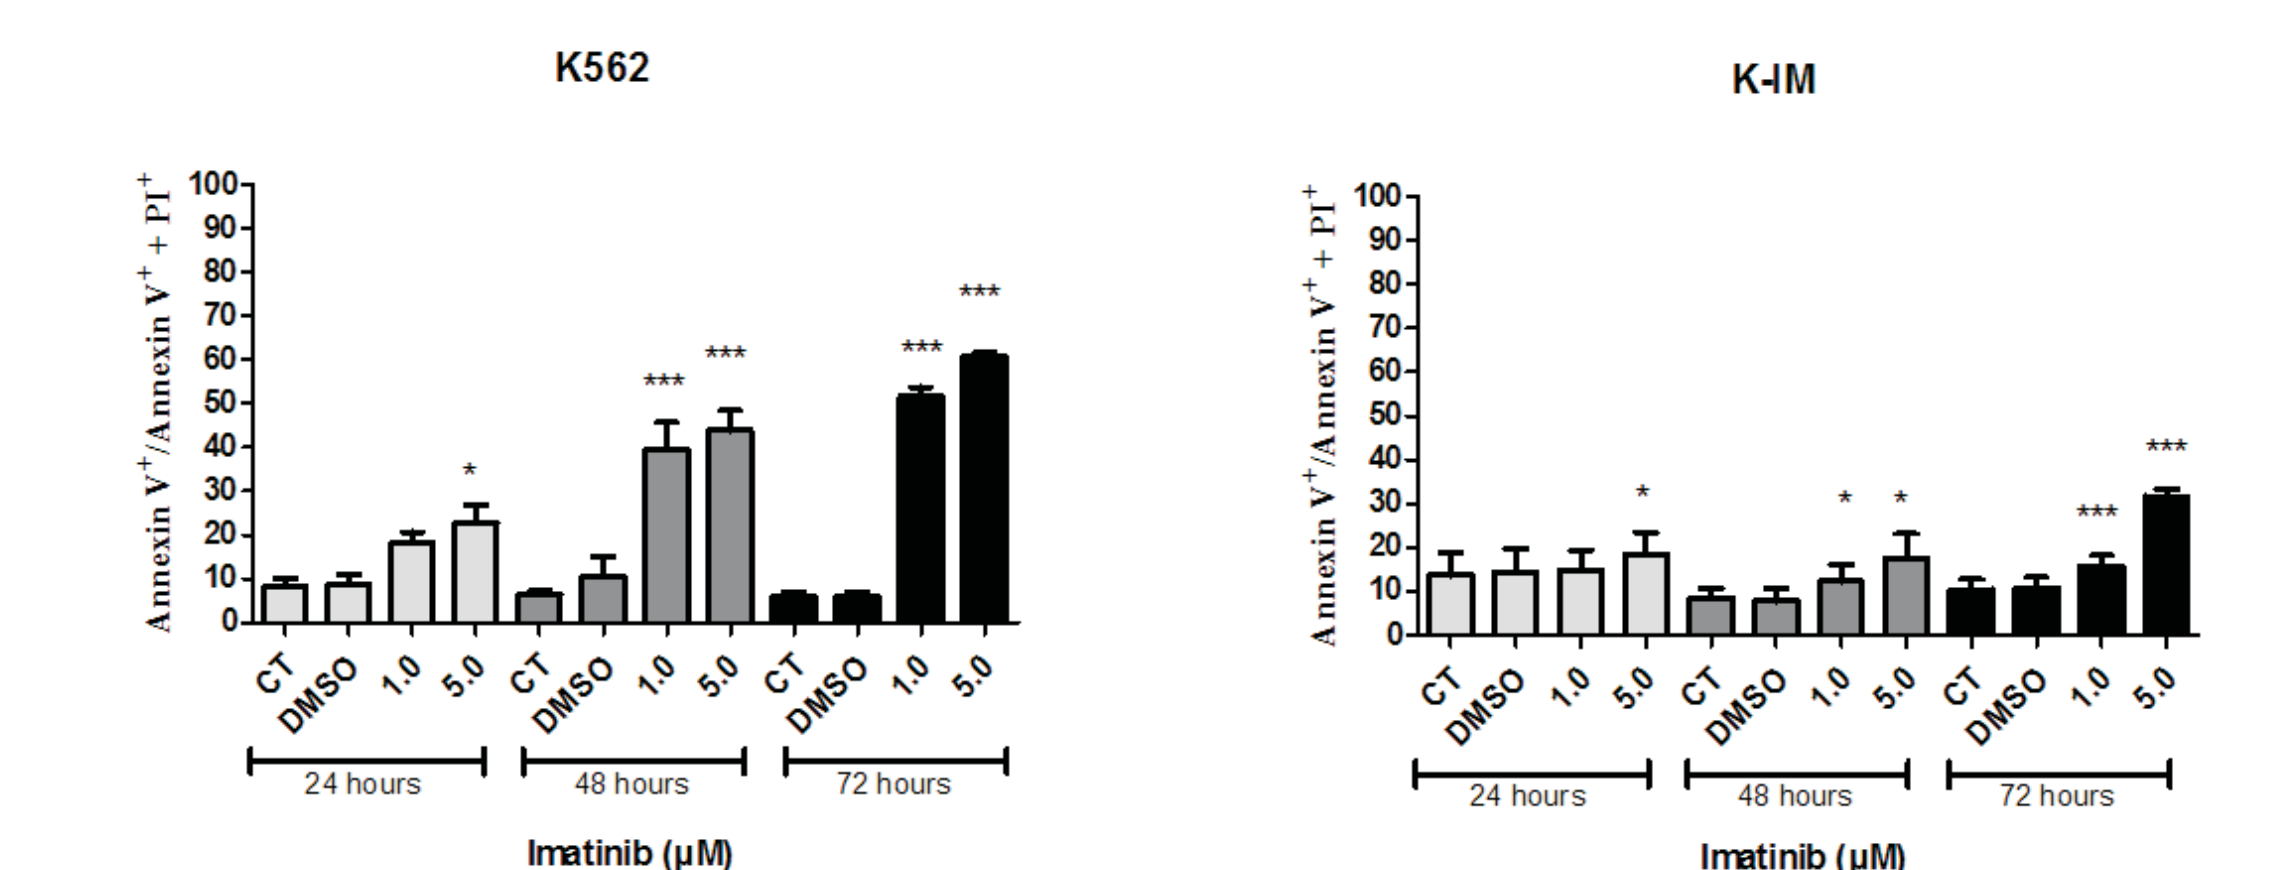 K562
Annexin V+/Annexin V+ + PI+
100
90
80
70
60
50
40
30
20
10
0
*
***
***
***
***
CT
DMSO
1.0
5.0
CT
DMSO
1.0
5.0
CT
DMSO
1.0
5.0
24 hours
48 hours
72 hours
Imatinib (µM)
K-IM
Annexin V+/Annexin V+ + PI+
100
90
80
70
60
50
40
30
20
10
0
*
*
*
***
***
CT
DMSO
1.0
5.0
CT
DMSO
1.0
5.0
CT
DMSO
1.0
5.0
24 hours
48 hours
72 hours
Imatinib (µM)